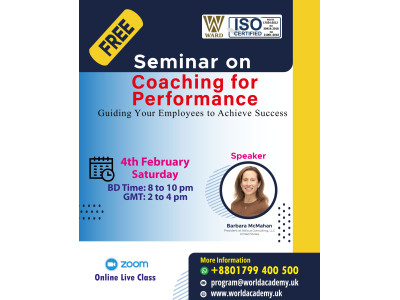 FREE
WARD
ISO
CERTIFIED
Seminar on
Coaching for
Performance
Guiding Your Employees to Achieve Success
4th February
Saturday
BD Time: 8 to 10 pm
GMT: 2 to 4 pm
Speaker
Barbara McMahan
zoom
Online Live Class
More Information
+8801799 400 500
program@worldacademy.uk
www.worldacademy.uk